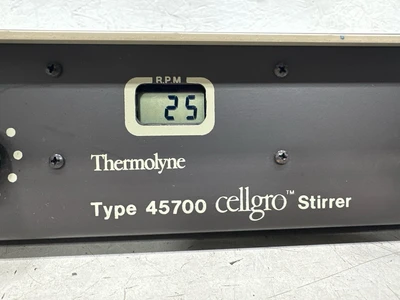 R.P.M
25
Thermolyne
Type 45700 cellgro™ Stirrer